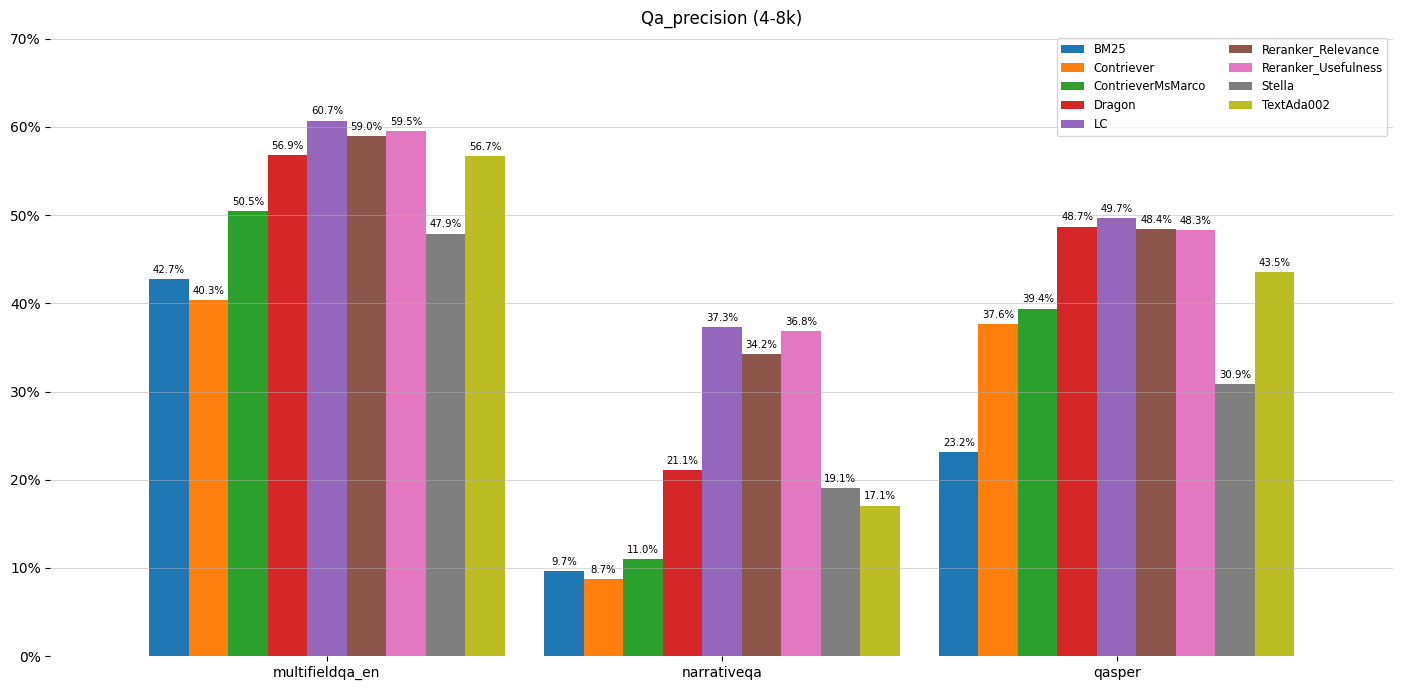 Qa_precision (4-8k)
70%
60%
50%
40%
30%
20%
10%
0%
BM25
Contriever
ContrieverMsMarco
Dragon
LC
Reranker_Relevance
Reranker_Usefulness
Stella
TextAda002
42.7%
40.3%
50.5%
56.9%
60.7%
59.0%
59.5%
47.9%
56.7%
9.7%
8.7%
11.0%
21.1%
37.3%
34.2%
36.8%
19.1%
17.1%
23.2%
37.6%
39.4%
48.7%
49.7%
48.4%
48.3%
30.9%
43.5%
multifieldqa_en
narrativeqa
qasper